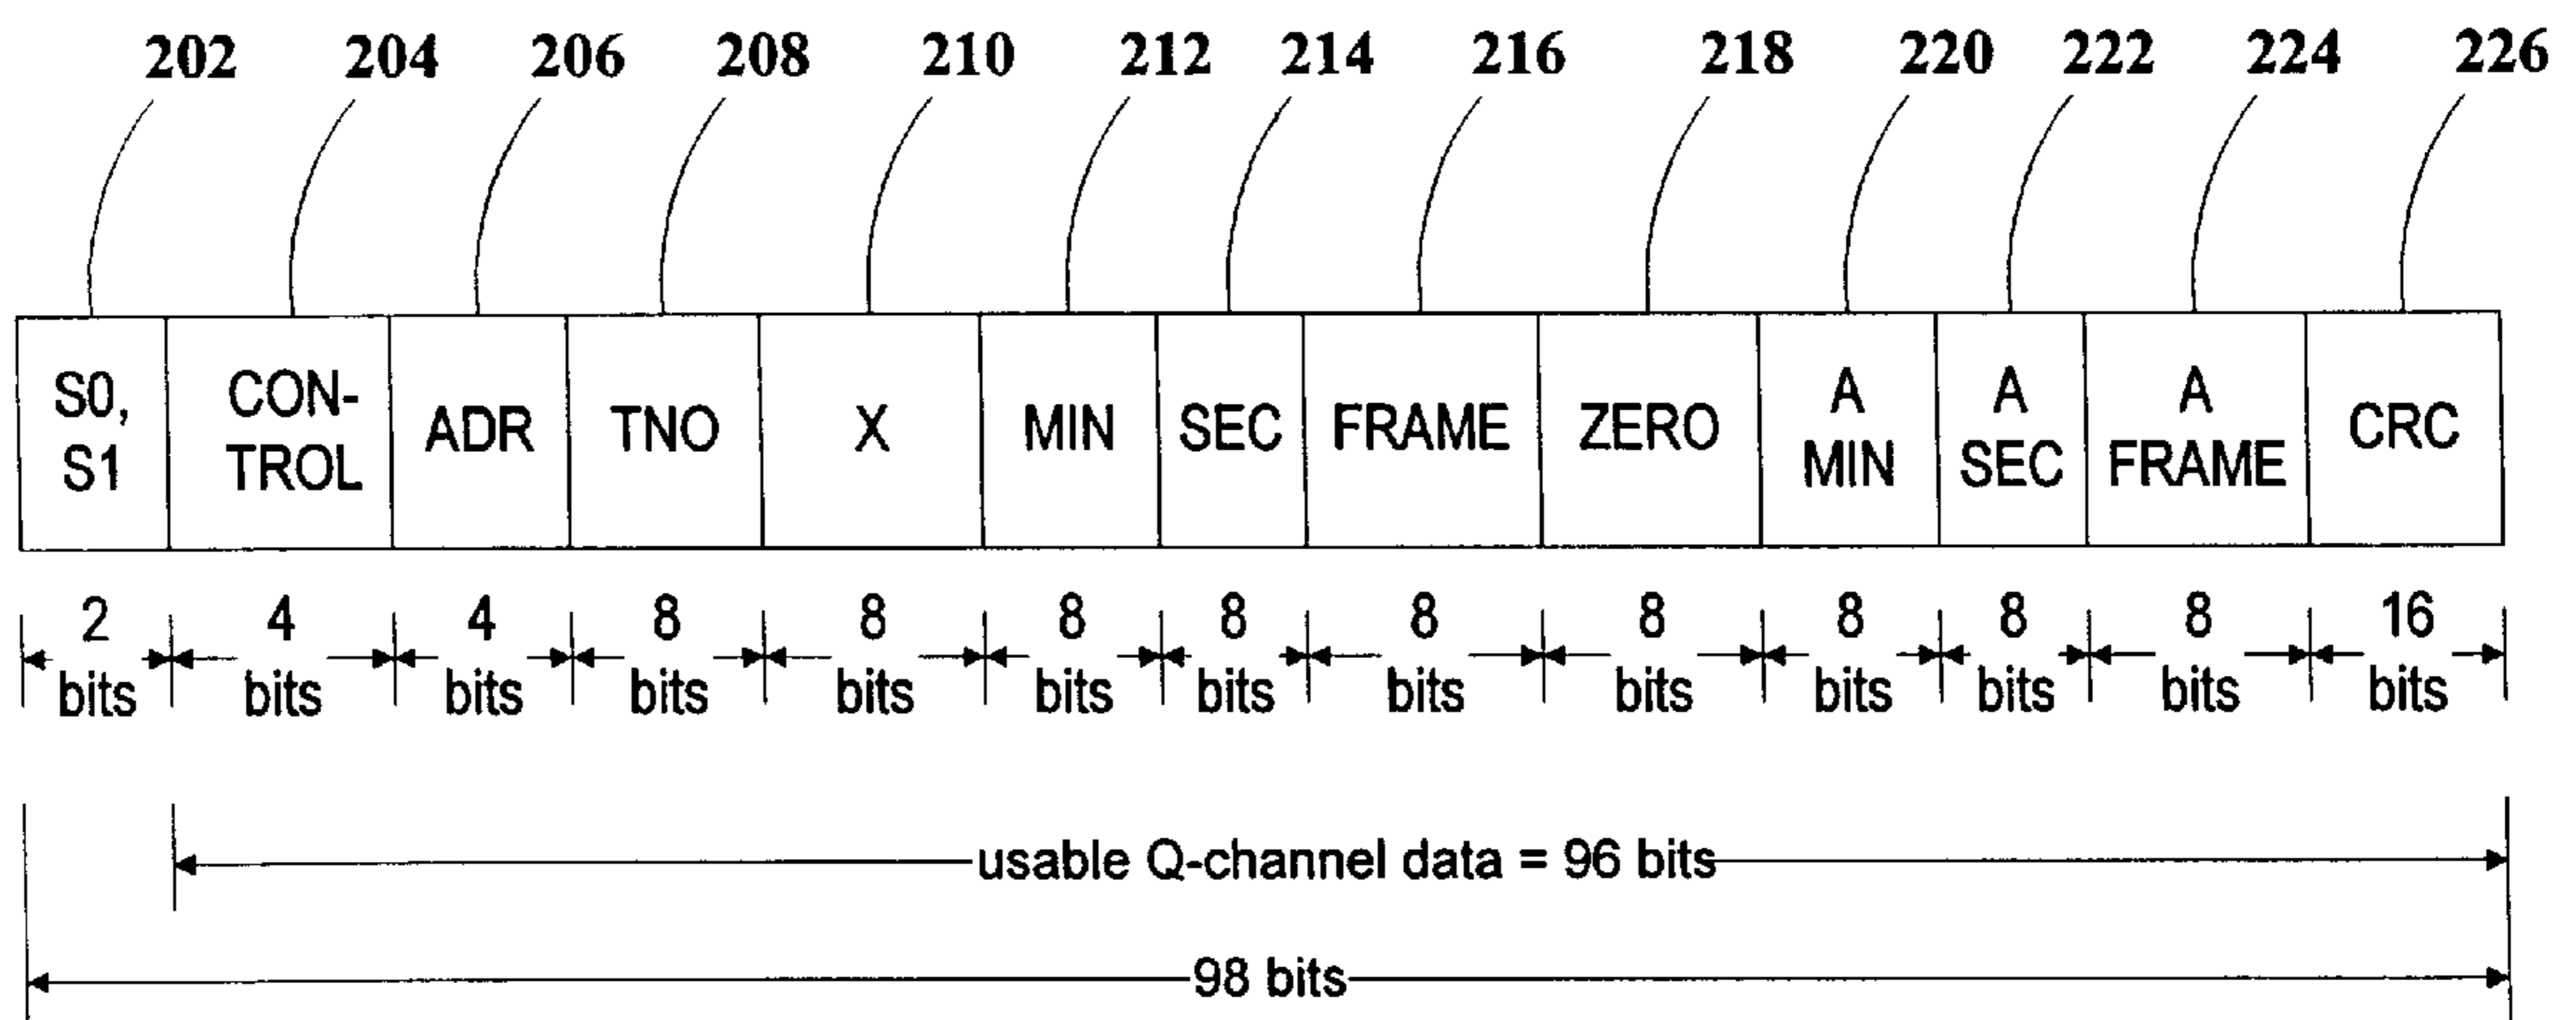 202 204 206 208 210 212 214 216 218 220 222 224 226
S0, S1 CON-TROL ADR TNO X MIN SEC FRAME ZERO A MIN A SEC A FRAME CRC
2 bits 4 bits 4 bits 8 bits 8 bits 8 bits 8 bits 8 bits 8 bits 8 bits 8 bits 8 bits 16 bits
usable Q-channel data = 96 bits
98 bits